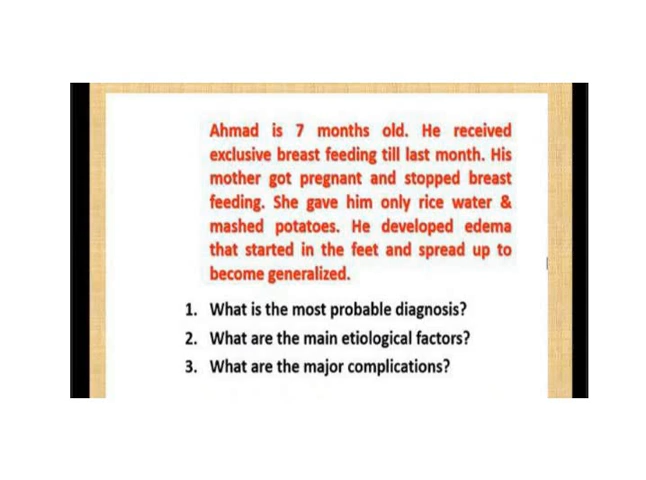 Ahmad is 7 months old. He received
exclusive breast feeding till last month. His
mother got pregnant and stopped breast
feeding. She gave him only rice water &
mashed potatoes. He developed edema
that started in the feet and spread up to
become generalized.
1. What is the most probable diagnosis?
2. What are the main etiological factors?
3. What are the major complications?